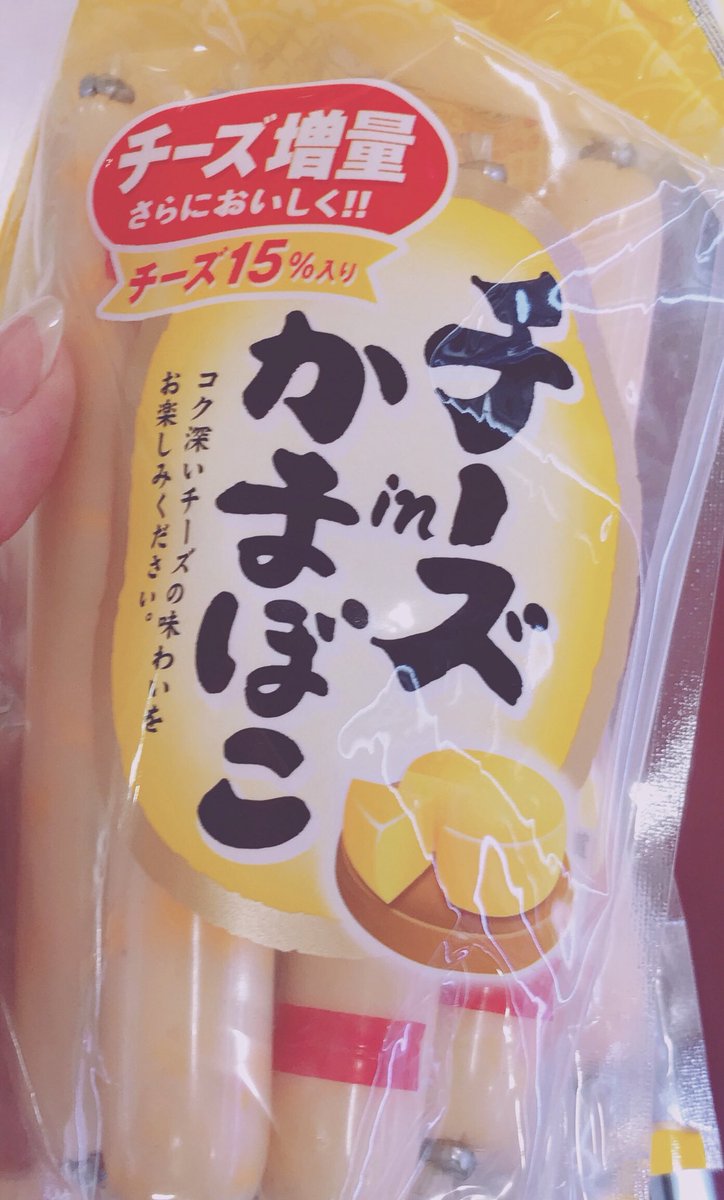 チーズ増量
さらにおいしく!!
チーズ15%入り
チーズ
in
かまぼこ
コク深いチーズの味わいを
お楽しみください。